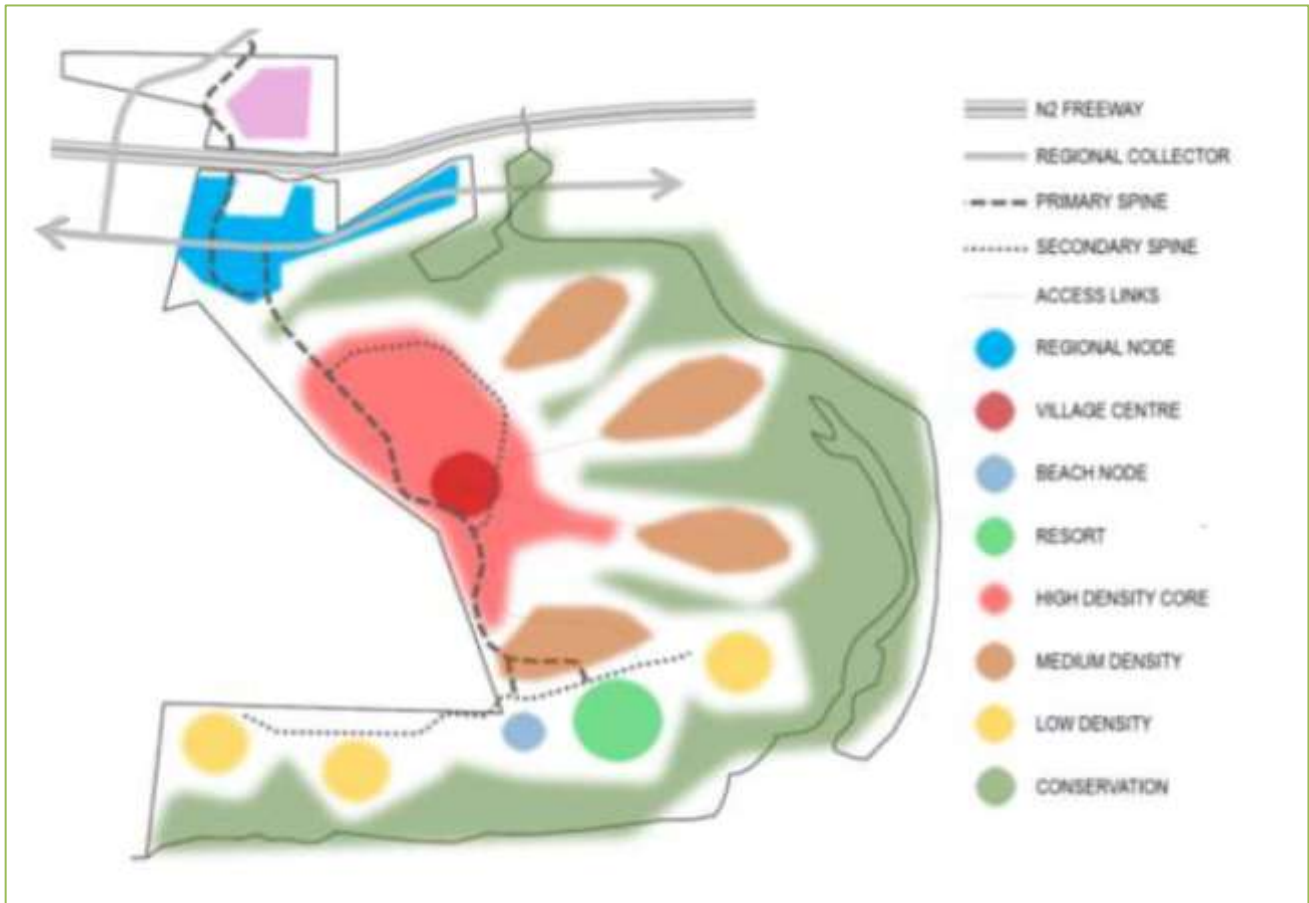 N2 FREEWAY
REGIONAL COLLECTOR
PRIMARY SPINE
SECONDARY SPINE
ACCESS LINKS
REGIONAL NODE
VILLAGE CENTRE
BEACH NODE
RESORT
HIGH DENSITY CORE
MEDIUM DENSITY
LOW DENSITY
CONSERVATION